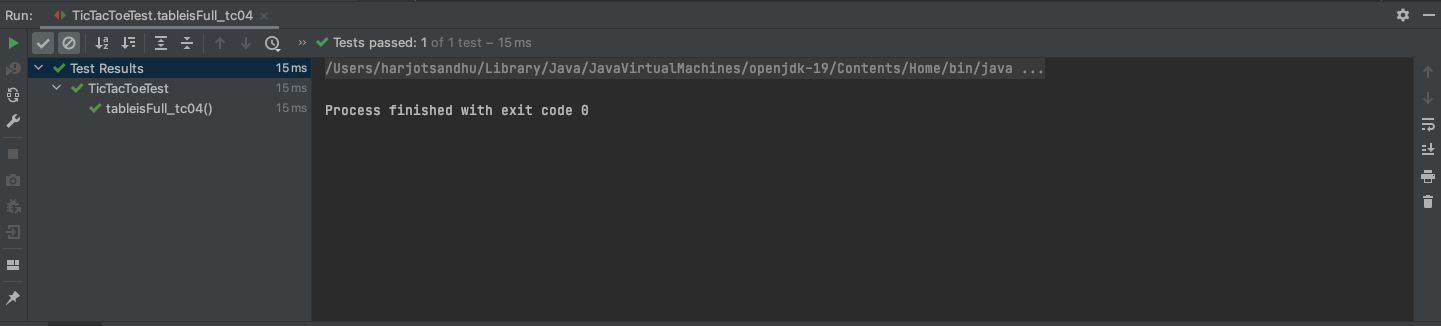 Run: TicTacToeTest.tableisFull_tc04
Tests passed: 1 of 1 test – 15 ms
Test Results 15 ms
TicTacToeTest 15 ms
tableisFull_tc04() 15 ms
/Users/harjotsandhu/Library/Java/JavaVirtualMachines/openjdk-19/Contents/Home/bin/java ...
Process finished with exit code 0